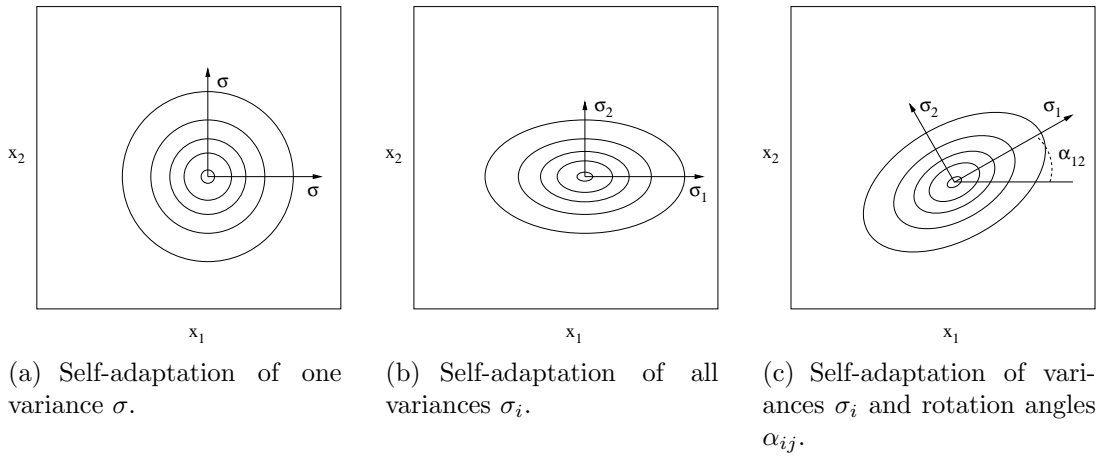 σ
σ
x₂
x₁
σ₂
σ₁
x₂
x₁
σ₂
σ₁
α₁₂
x₂
x₁
(a) Self-adaptation of one
variance σ.
(b) Self-adaptation of all
variances σᵢ.
(c) Self-adaptation of vari-
ances σᵢ and rotation angles
αᵢⱼ.